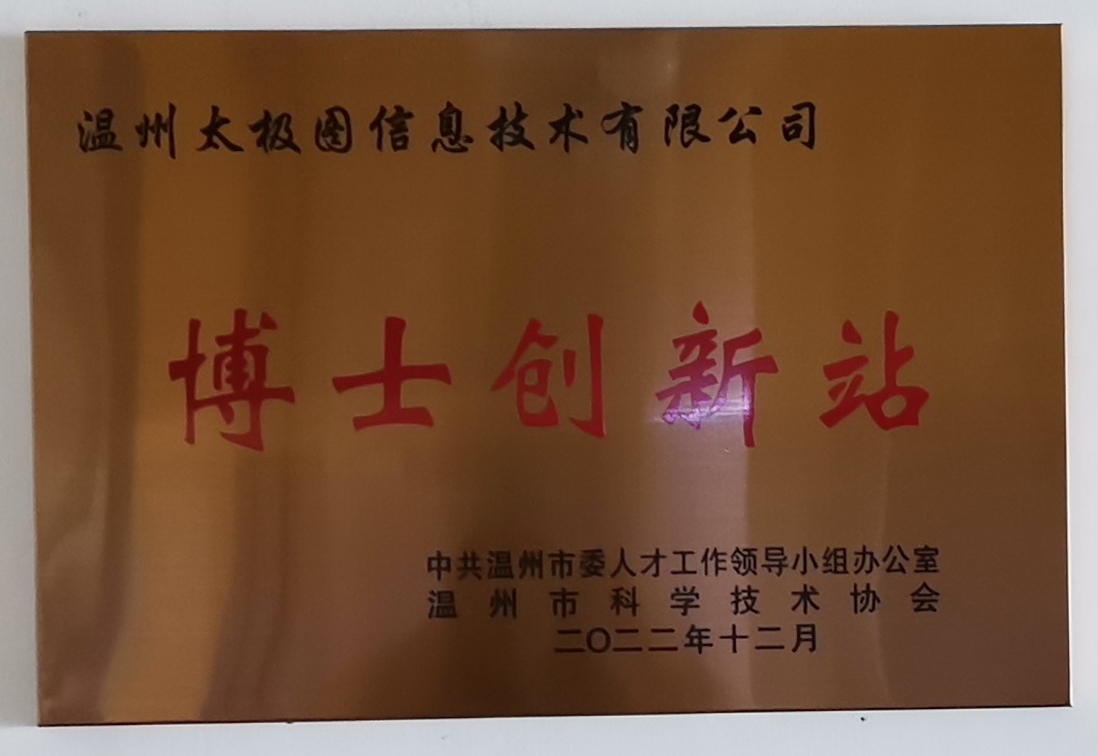 温州太极图信息技术有限公司
博士创新站
中共温州市委人才工作领导小组办公室
温州市科学技术协会
二〇二二年十二月